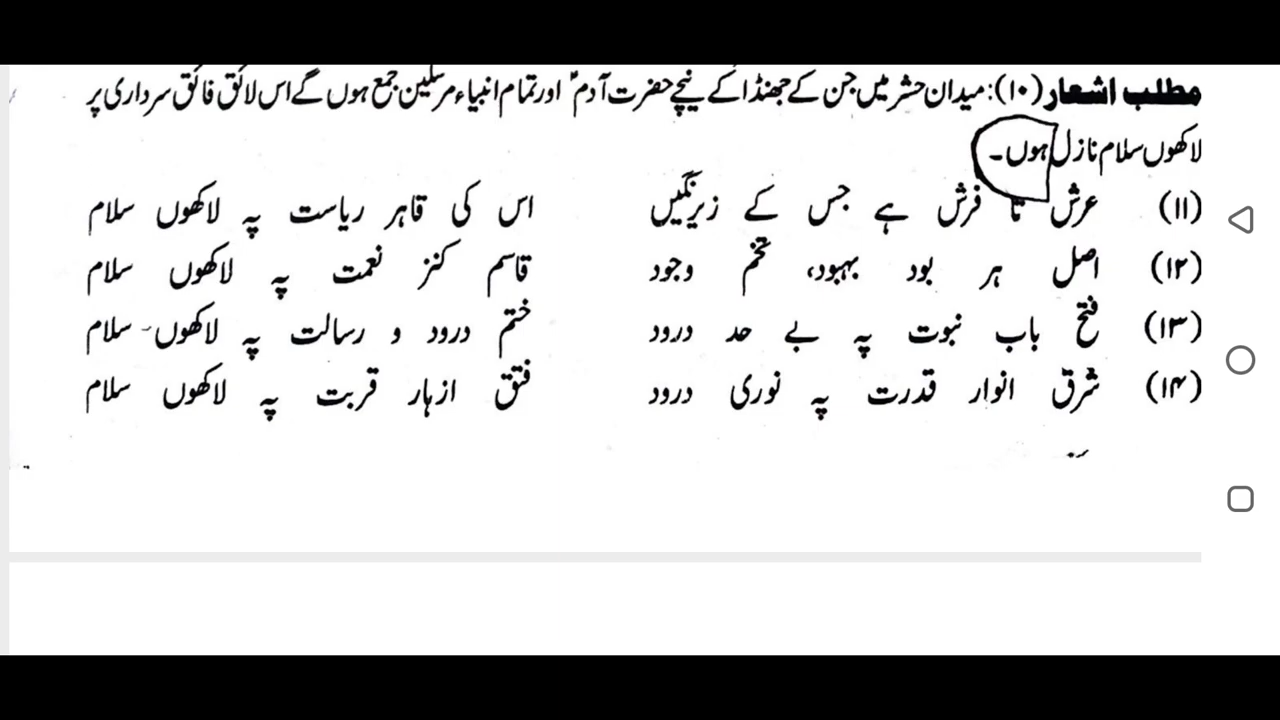 مطلب اشعار (۱۰): میدان حشر میں جن کے جھنڈا کے نیچے حضرت آدمؑ اور تمام انبیاء مرسلین جمع ہوں گے اس لائق فائق سرداری پر
لاکھوں سلام نازل ہوں۔
(۱۱) عرش تا فرش ہے جس کے زیر نگیں اس کی قاہر ریاست پہ لاکھوں سلام
(۱۲) اصل ہر بود بہبود، تخم وجود قاسم کنز نعمت پہ لاکھوں سلام
(۱۳) فتح باب نبوت پہ بے حد درود ختم درود و رسالت پہ لاکھوں سلام
(۱۴) شرق انوار قدرت پہ نوری درود فتق ازہار قربت پہ لاکھوں سلام